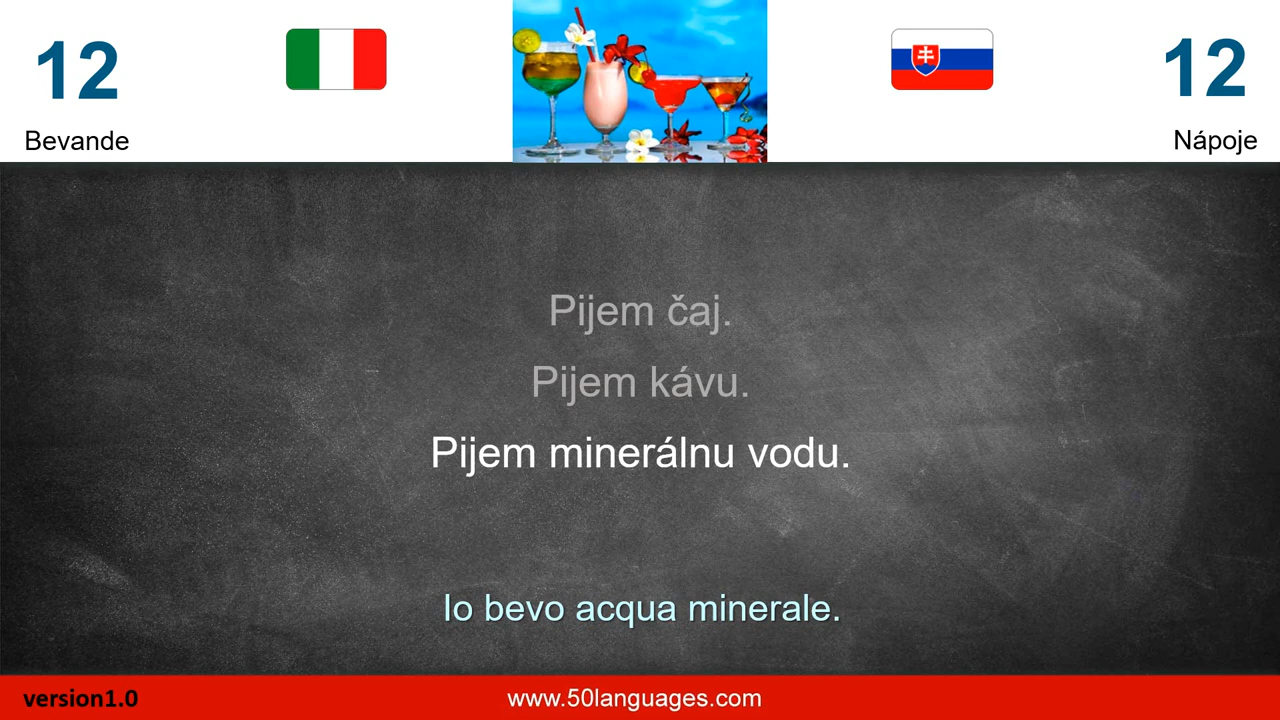 12
12
Bevande
Nápoje
Pijem čaj.
Pijem kávu.
Pijem minerálnu vodu.
Io bevo acqua minerale.
version1.0
www.50languages.com